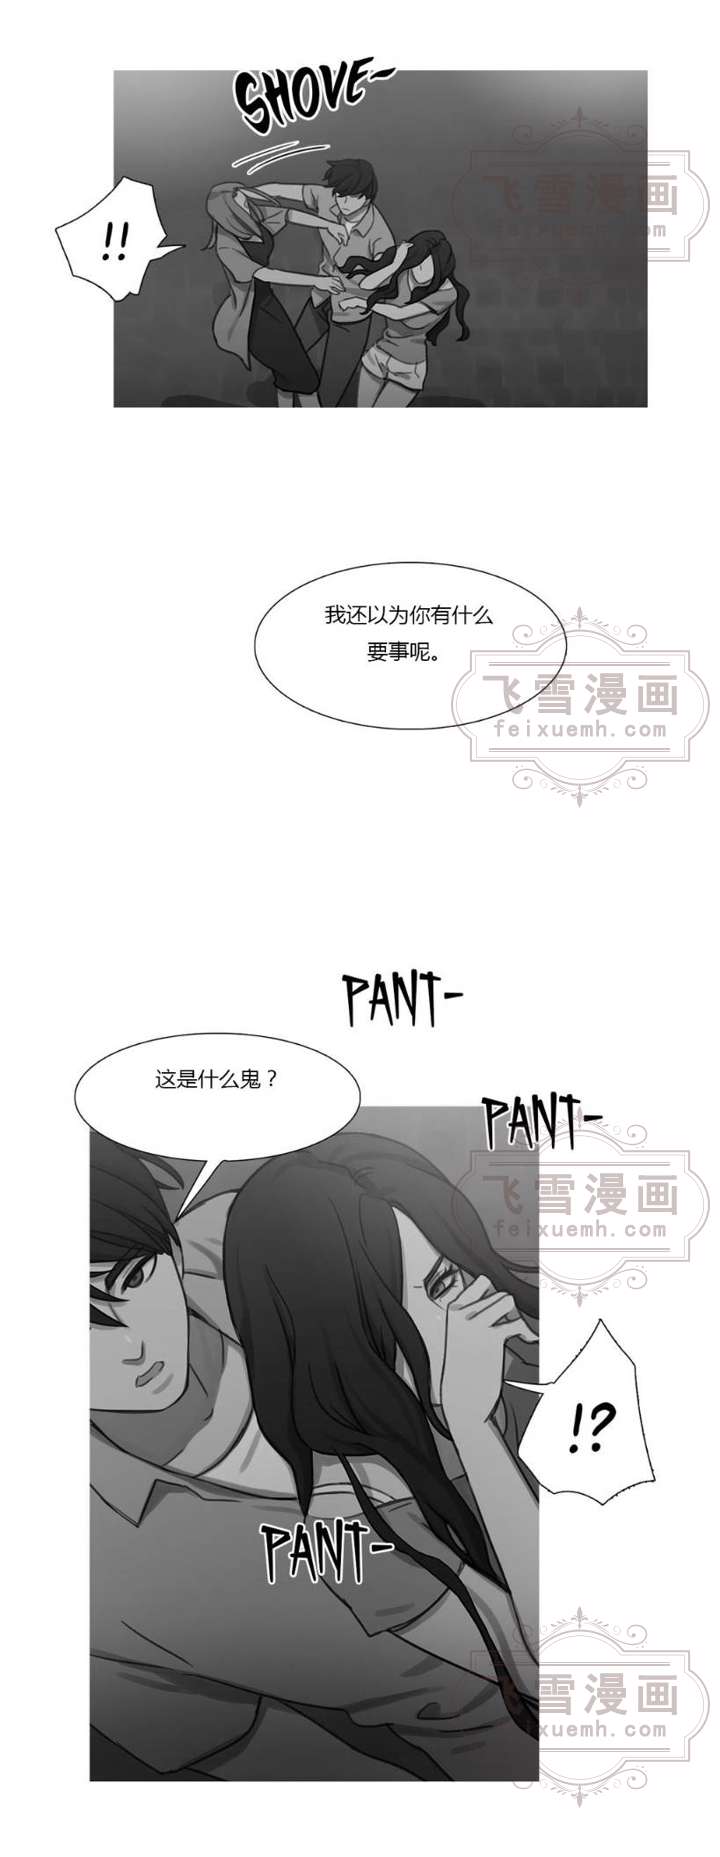 SHOVE~
!!
飞雪漫画
我还以为你有什么
要事呢。
飞雪漫画
feixuemh.com
PANT-
这是什么鬼？
PANT-
飞雪漫画
feixuemh.com
!?
PANT-
飞雪漫画
feixuemh.com